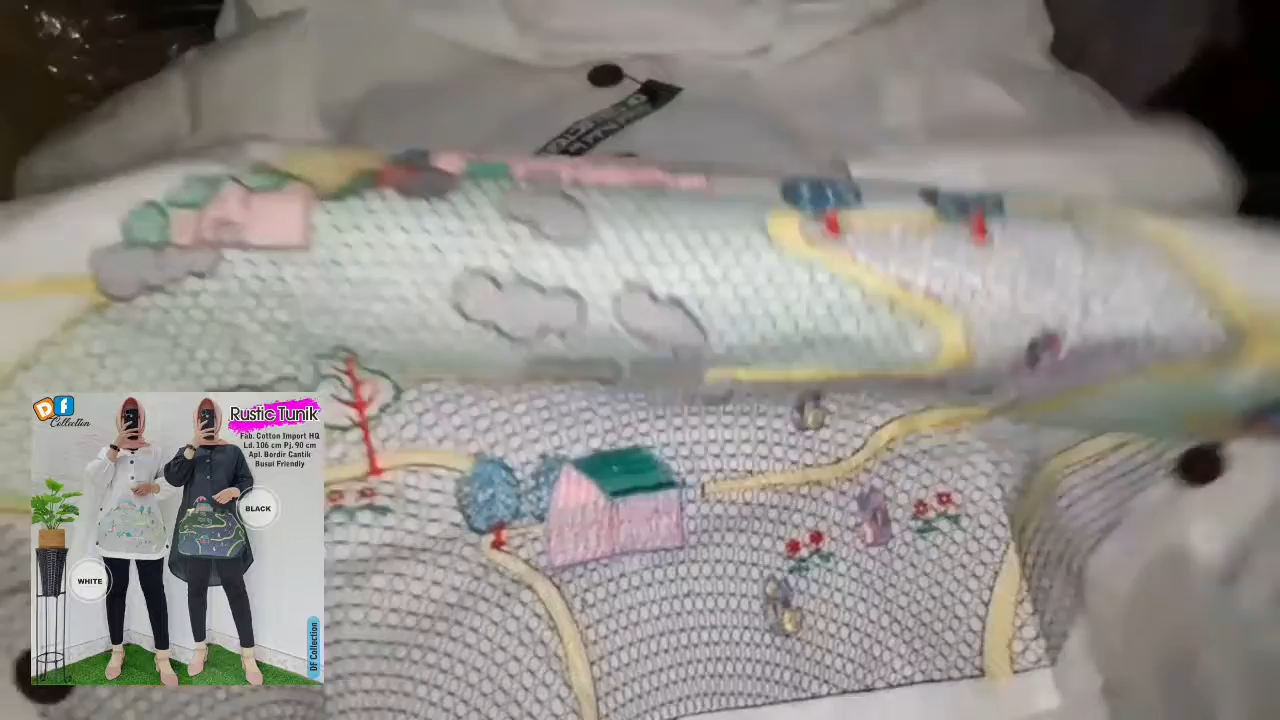 Df
Collection
Rustic Tunik
Fab. Cotton Import HQ
Ld. 106 cm Pj. 90 cm
Apl. Bordir Cantik
Busui Friendly
BLACK
WHITE
DF Collection